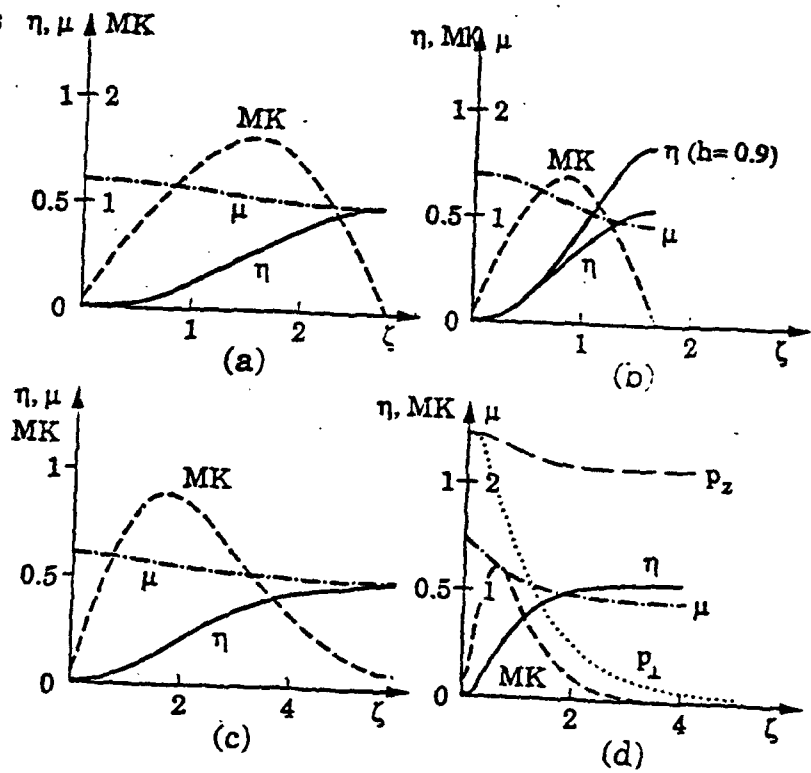 η, μ MK
1 2
MK
0.5 1
μ
η
0
1 2 ζ
(a)
η, MK μ
1 2
MK
η (h= 0.9)
0.5 1
μ
η
0
1 2 ζ
(b)
η, μ
MK
1
MK
0.5
μ
η
0
2 4 ζ
(c)
η, MK μ
1 2
p_z
η
0.5 1
μ
MK
p_⊥
0
2 4 ζ
(d)